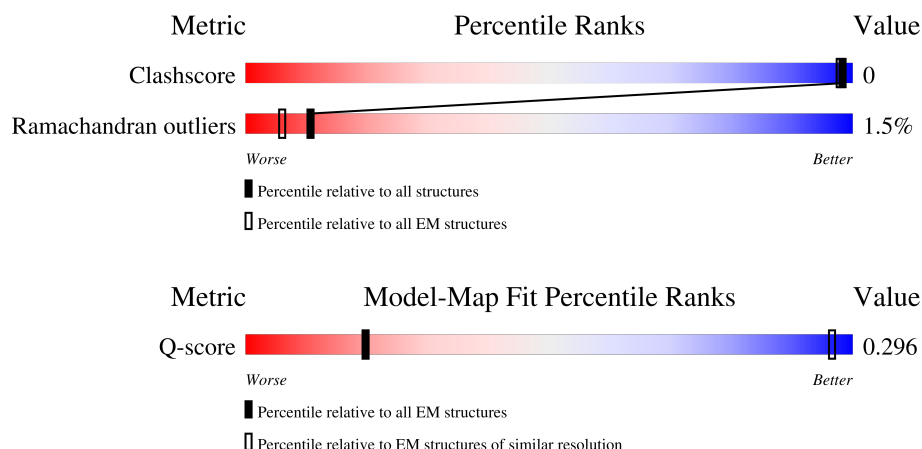 Metric Percentile Ranks Value
Clashscore 0
Ramachandran outliers 1.5%
Worse Better
Percentile relative to all structures
Percentile relative to all EM structures
Metric Model-Map Fit Percentile Ranks Value
Q-score 0.296
Worse Better
Percentile relative to all EM structures
Percentile relative to EM structures of similar resolution